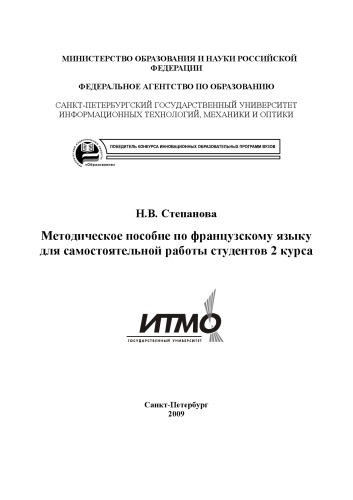 МИНИСТЕРСТВО ОБРАЗОВАНИЯ И НАУКИ РОССИЙСКОЙ
ФЕДЕРАЦИИ
ФЕДЕРАЛЬНОЕ АГЕНТСТВО ПО ОБРАЗОВАНИЮ
САНКТ-ПЕТЕРБУРГСКИЙ ГОСУДАРСТВЕННЫЙ УНИВЕРСИТЕТ
ИНФОРМАЦИОННЫХ ТЕХНОЛОГИЙ, МЕХАНИКИ И ОПТИКИ
ПОБЕДИТЕЛЬ КОНКУРСА ИННОВАЦИОННЫХ ОБРАЗОВАТЕЛЬНЫХ ПРОГРАММ ВУЗОВ
«Образование»
Н.В. Степанова
Методическое пособие по французскому языку
для самостоятельной работы студентов 2 курса
ИТМО
ГОСУДАРСТВЕННЫЙ УНИВЕРСИТЕТ
Санкт-Петербург
2009